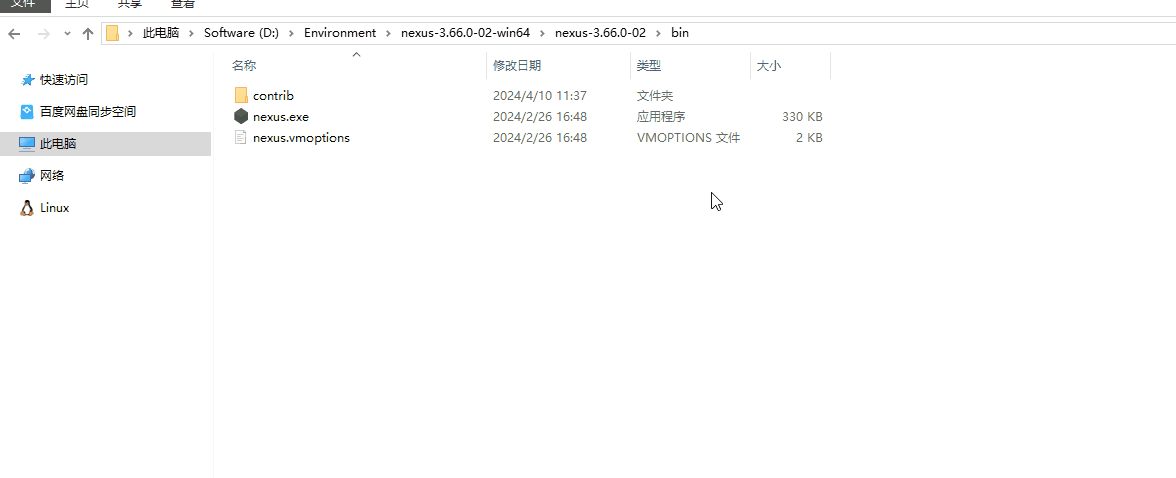 文件 主页 共享 查看
此电脑 Software (D:) Environment nexus-3.66.0-02-win64 nexus-3.66.0-02 bin
名称 修改日期 类型 大小
快速访问
百度网盘同步空间
此电脑
网络
Linux
contrib 2024/4/10 11:37 文件夹
nexus.exe 2024/2/26 16:48 应用程序 330 KB
nexus.vmoptions 2024/2/26 16:48 VMOPTIONS 文件 2 KB